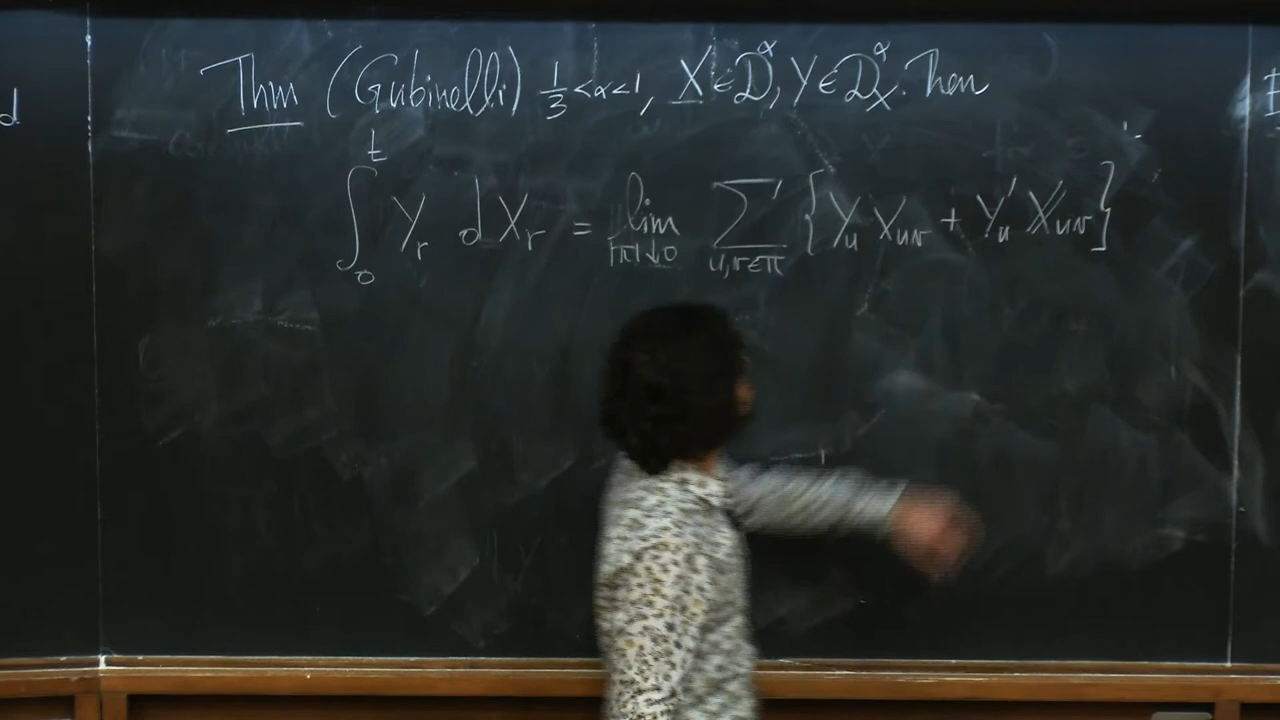 Thm (Gubinelli) 1/3 < α < 1, X ∈ 𝒟^α, Y ∈ 𝒟_X^α. Then
∫_0^t Y_r dX_r = lim_{|π|↓0} ∑_{u,v∈π} { Y_u X_{uv} + Y'_u 𝕏_{uv} }
d